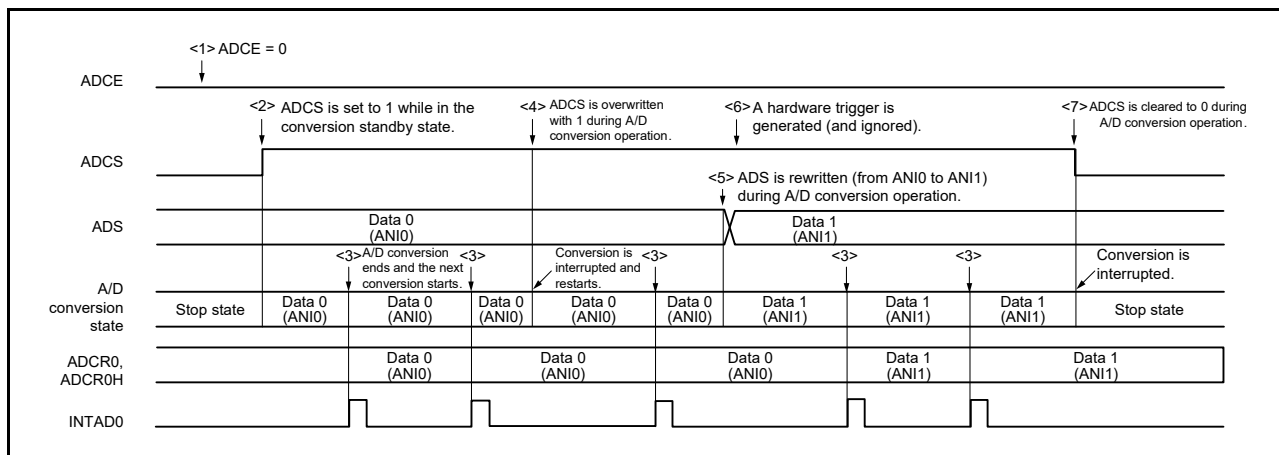 <1> ADCE = 0
ADCE
<2> ADCS is set to 1 while in the
conversion standby state.
<4> ADCS is overwritten
with 1 during A/D
conversion operation.
<6> A hardware trigger is
generated (and ignored).
<7> ADCS is cleared to 0 during
A/D conversion operation.
ADCS
<5> ADS is rewritten (from ANI0 to ANI1)
during A/D conversion operation.
ADS
Data 0
(ANI0)
Data 1
(ANI1)
<3> A/D conversion
ends and the next
conversion starts.
<3>
Conversion is
interrupted and
restarts.
<3>
<3>
<3>
Conversion is
interrupted.
A/D
conversion
state
Stop state
Data 0
(ANI0)
Data 0
(ANI0)
Data 0
(ANI0)
Data 0
(ANI0)
Data 0
(ANI0)
Data 1
(ANI1)
Data 1
(ANI1)
Data 1
(ANI1)
Stop state
ADCR0,
ADCR0H
Data 0
(ANI0)
Data 0
(ANI0)
Data 0
(ANI0)
Data 1
(ANI1)
Data 1
(ANI1)
INTAD0